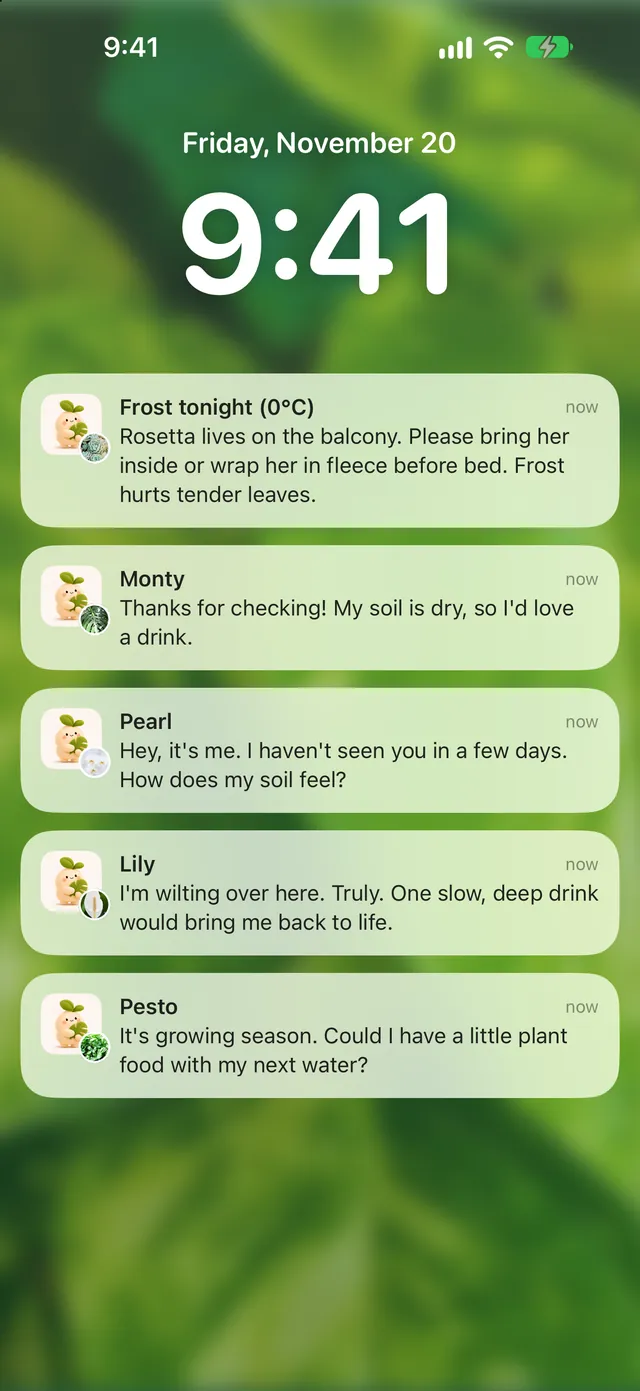 9:41
Friday, November 20
9:41
Frost tonight (0°C)
now
Rosetta lives on the balcony. Please bring her
inside or wrap her in fleece before bed. Frost
hurts tender leaves.
Monty
now
Thanks for checking! My soil is dry, so I'd love
a drink.
Pearl
now
Hey, it's me. I haven't seen you in a few days.
How does my soil feel?
Lily
now
I'm wilting over here. Truly. One slow, deep drink
would bring me back to life.
Pesto
now
It's growing season. Could I have a little plant
food with my next water?